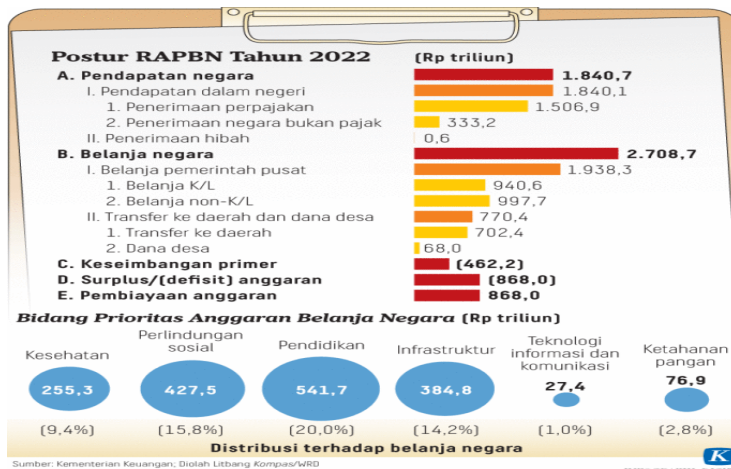 Postur RAPBN Tahun 2022 (Rp triliun)
A. Pendapatan negara 1.840,7
I. Pendapatan dalam negeri 1.840,1
1. Penerimaan perpajakan 1.506,9
2. Penerimaan negara bukan pajak 333,2
II. Penerimaan hibah 0,6
B. Belanja negara 2.708,7
I. Belanja pemerintah pusat 1.938,3
1. Belanja K/L 940,6
2. Belanja non-K/L 997,7
II. Transfer ke daerah dan dana desa 770,4
1. Transfer ke daerah 702,4
2. Dana desa 68,0
C. Keseimbangan primer (462,2)
D. Surplus/(defisit) anggaran (868,0)
E. Pembiayaan anggaran 868,0
Bidang Prioritas Anggaran Belanja Negara (Rp triliun)
Kesehatan
255,3
(9,4%)
Perlindungan
sosial
427,5
(15,8%)
Pendidikan
541,7
(20,0%)
Infrastruktur
384,8
(14,2%)
Teknologi
informasi dan
komunikasi
27,4
(1,0%)
Ketahanan
pangan
76,9
(2,8%)
Distribusi terhadap belanja negara
Sumber: Kementerian Keuangan; Diolah Litbang Kompas/WRD
K